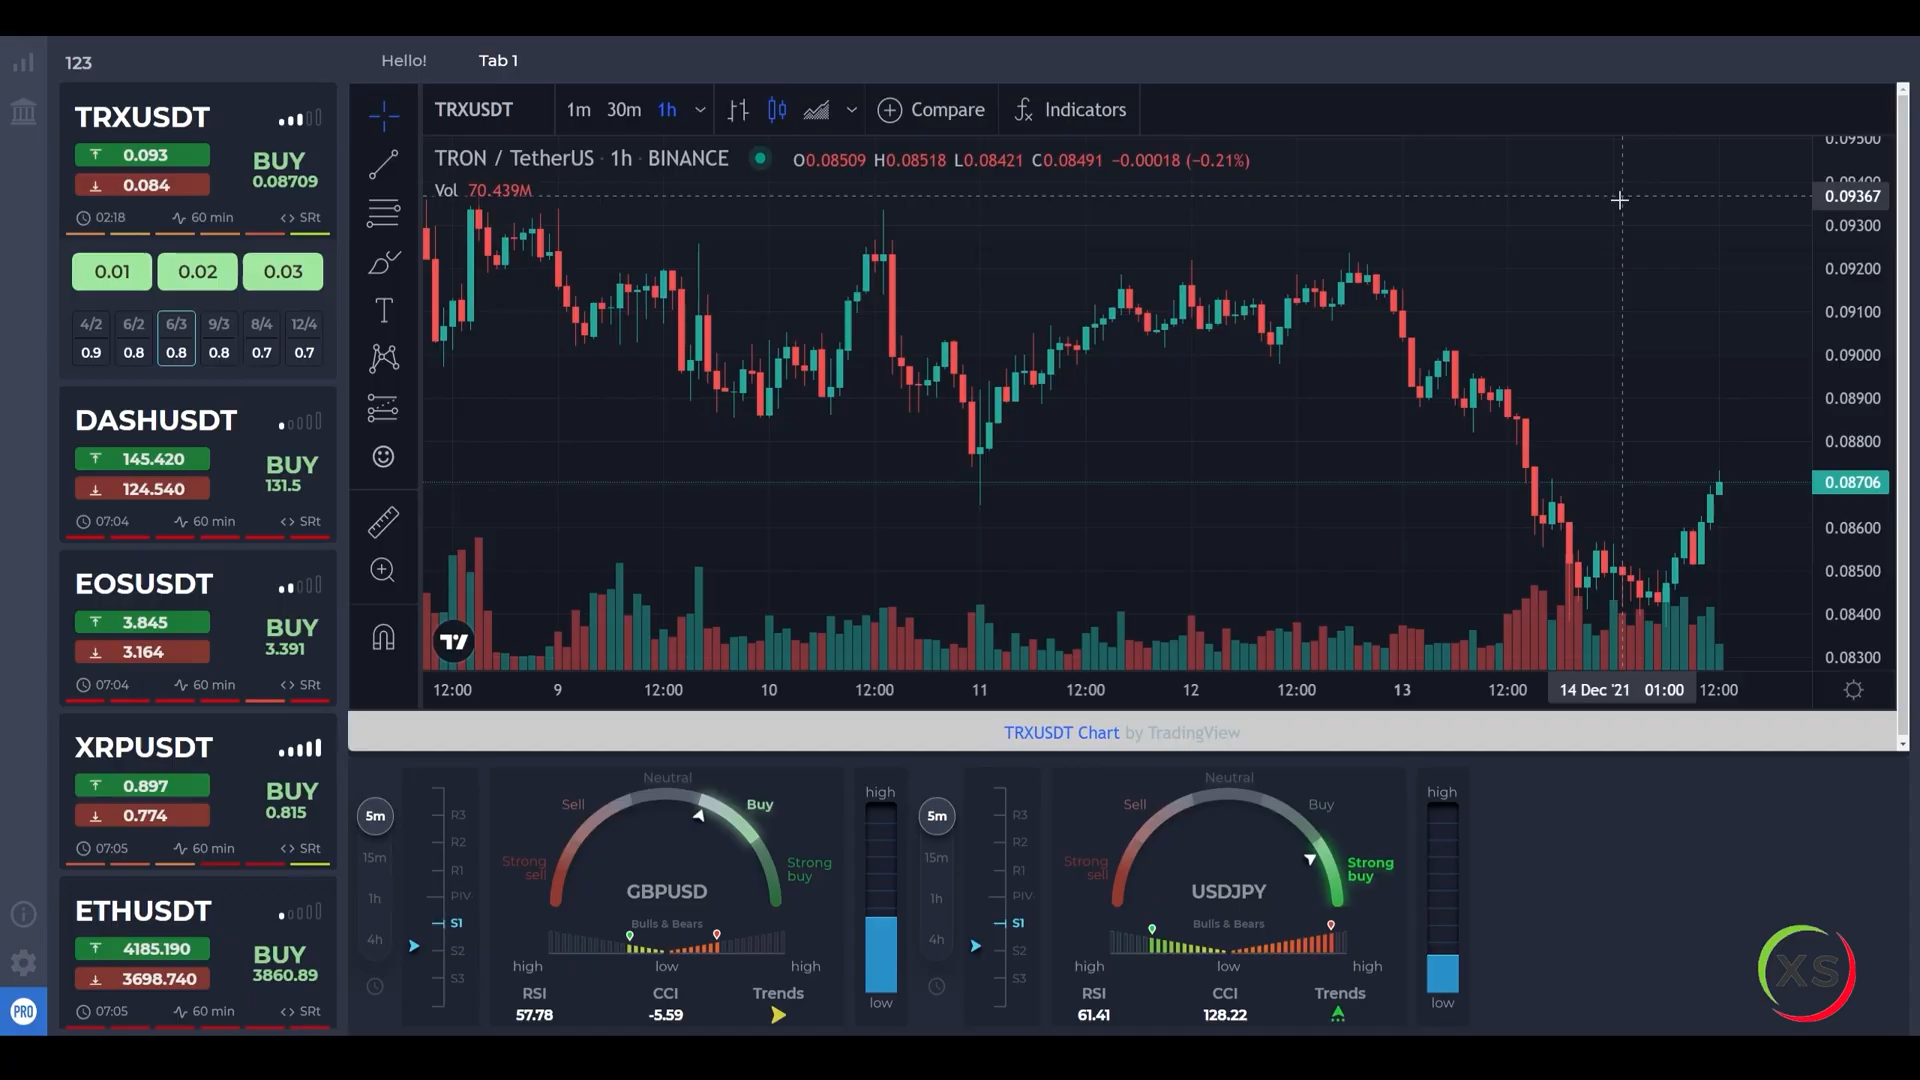 123
Hello!
Tab 1
TRXUSDT
0.093
0.084
BUY
0.08709
02:18
60 min
SRt
0.01
0.02
0.03
4/2
6/2
6/3
9/3
8/4
12/4
0.9
0.8
0.8
0.8
0.7
0.7
DASHUSDT
145.420
124.540
BUY
131.5
07:04
60 min
SRt
EOSUSDT
3.845
3.164
BUY
3.391
07:04
60 min
SRt
XRPUSDT
0.897
0.774
BUY
0.815
07:05
60 min
SRt
ETHUSDT
4185.190
3698.740
BUY
3860.89
07:05
60 min
SRt
PRO
TRXUSDT
1m
30m
1h
Compare
Indicators
TRON / TetherUS · 1h · BINANCE
O0.08509 H0.08518 L0.08421 C0.08491 −0.00018 (−0.21%)
Vol 70.439M
0.09500
0.09400
0.09367
0.09300
0.09200
0.09100
0.09000
0.08900
0.08800
0.08706
0.08600
0.08500
0.08400
0.08300
12:00
9
12:00
10
12:00
11
12:00
12
12:00
13
12:00
14 Dec '21 01:00
12:00
TRXUSDT Chart by TradingView
5m
15m
1h
4h
R3
R2
R1
PIV
S1
S2
S3
Neutral
Sell
Buy
Strong sell
Strong buy
GBPUSD
Bulls & Bears
high
low
high
RSI
CCI
Trends
57.78
-5.59
high
low
5m
15m
1h
4h
R3
R2
R1
PIV
S1
S2
S3
Neutral
Sell
Buy
Strong sell
Strong buy
USDJPY
Bulls & Bears
high
low
high
RSI
CCI
Trends
61.41
128.22
high
low
XS